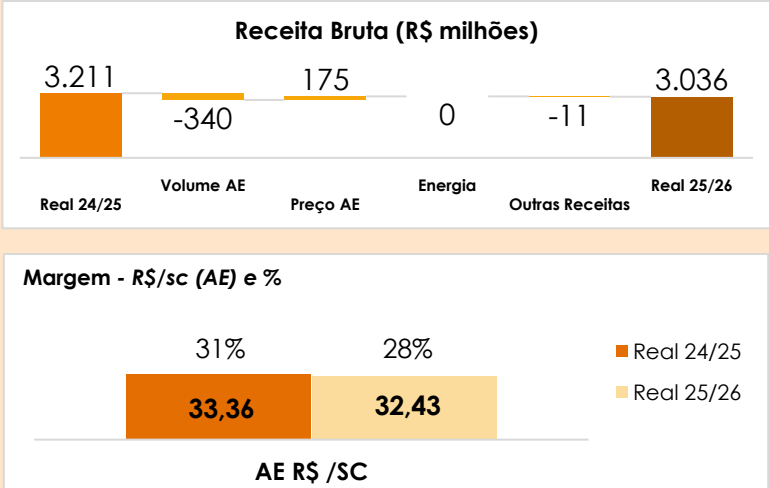 Receita Bruta (R$ milhões)
3.211
-340
175
0
-11
3.036
Real 24/25
Volume AE
Preço AE
Energia
Outras Receitas
Real 25/26
Margem - R$/sc (AE) e %
31%
28%
33,36
32,43
AE R$ /SC
Real 24/25
Real 25/26